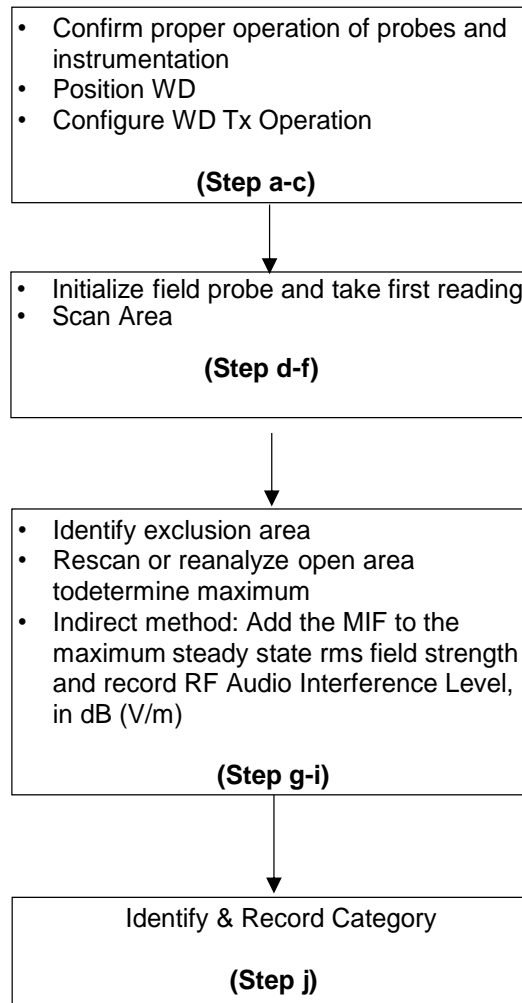 • Confirm proper operation of probes and
instrumentation
• Position WD
• Configure WD Tx Operation
(Step a-c)
• Initialize field probe and take first reading
• Scan Area
(Step d-f)
• Identify exclusion area
• Rescan or reanalyze open area
todetermine maximum
• Indirect method: Add the MIF to the
maximum steady state rms field strength
and record RF Audio Interference Level,
in dB (V/m)
(Step g-i)
Identify & Record Category
(Step j)